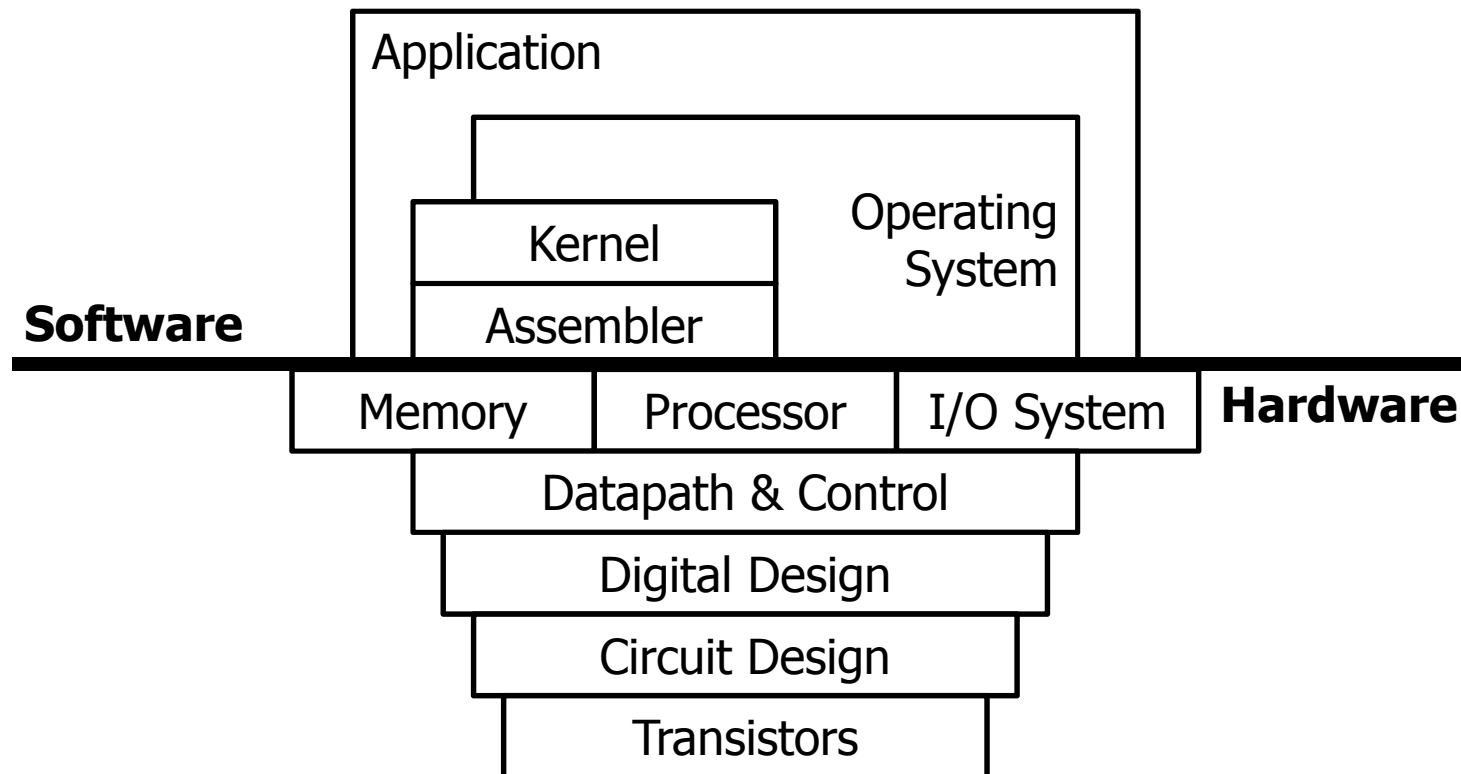 Application
Operating
System
Kernel
Assembler
Software
Memory
Processor
I/O System
Hardware
Datapath & Control
Digital Design
Circuit Design
Transistors